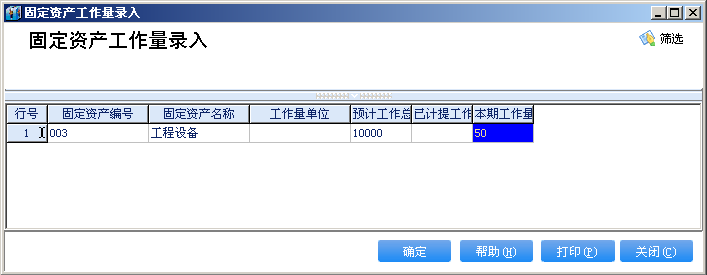 固定资产工作量录入
固定资产工作量录入
筛选
行号 固定资产编号 固定资产名称 工作量单位 预计工作总 已计提工作 本期工作量
1 003 工程设备 10000 50
确定 帮助(H) 打印(P) 关闭(C)